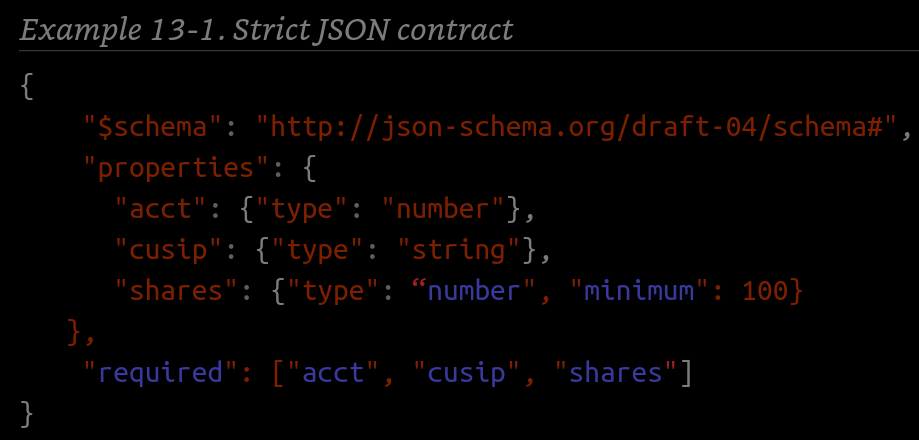 Example 13-1. Strict JSON contract
{
    "$schema": "http://json-schema.org/draft-04/schema#",
    "properties": {
      "acct": {"type": "number"},
      "cusip": {"type": "string"},
      "shares": {"type": “number", "minimum": 100}
   },
    "required": ["acct", "cusip", "shares"]
}